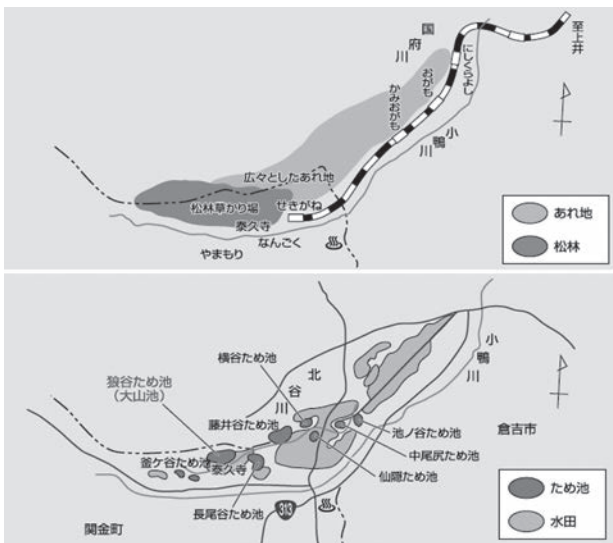 国府川
至上井
にしくらよし
おがも
かみおがも
小鴨川
広々としたあれ地
松林草かり場
せきがね
泰久寺
なんごく
やまもり
あれ地
松林
小鴨川
横谷ため池
北谷川
狼谷ため池
(大山池)
藤井谷ため池
池ノ谷ため池
倉吉市
中尾尻ため池
釜ケ谷ため池
泰久寺
仙隠ため池
長尾谷ため池
313
関金町
ため池
水田